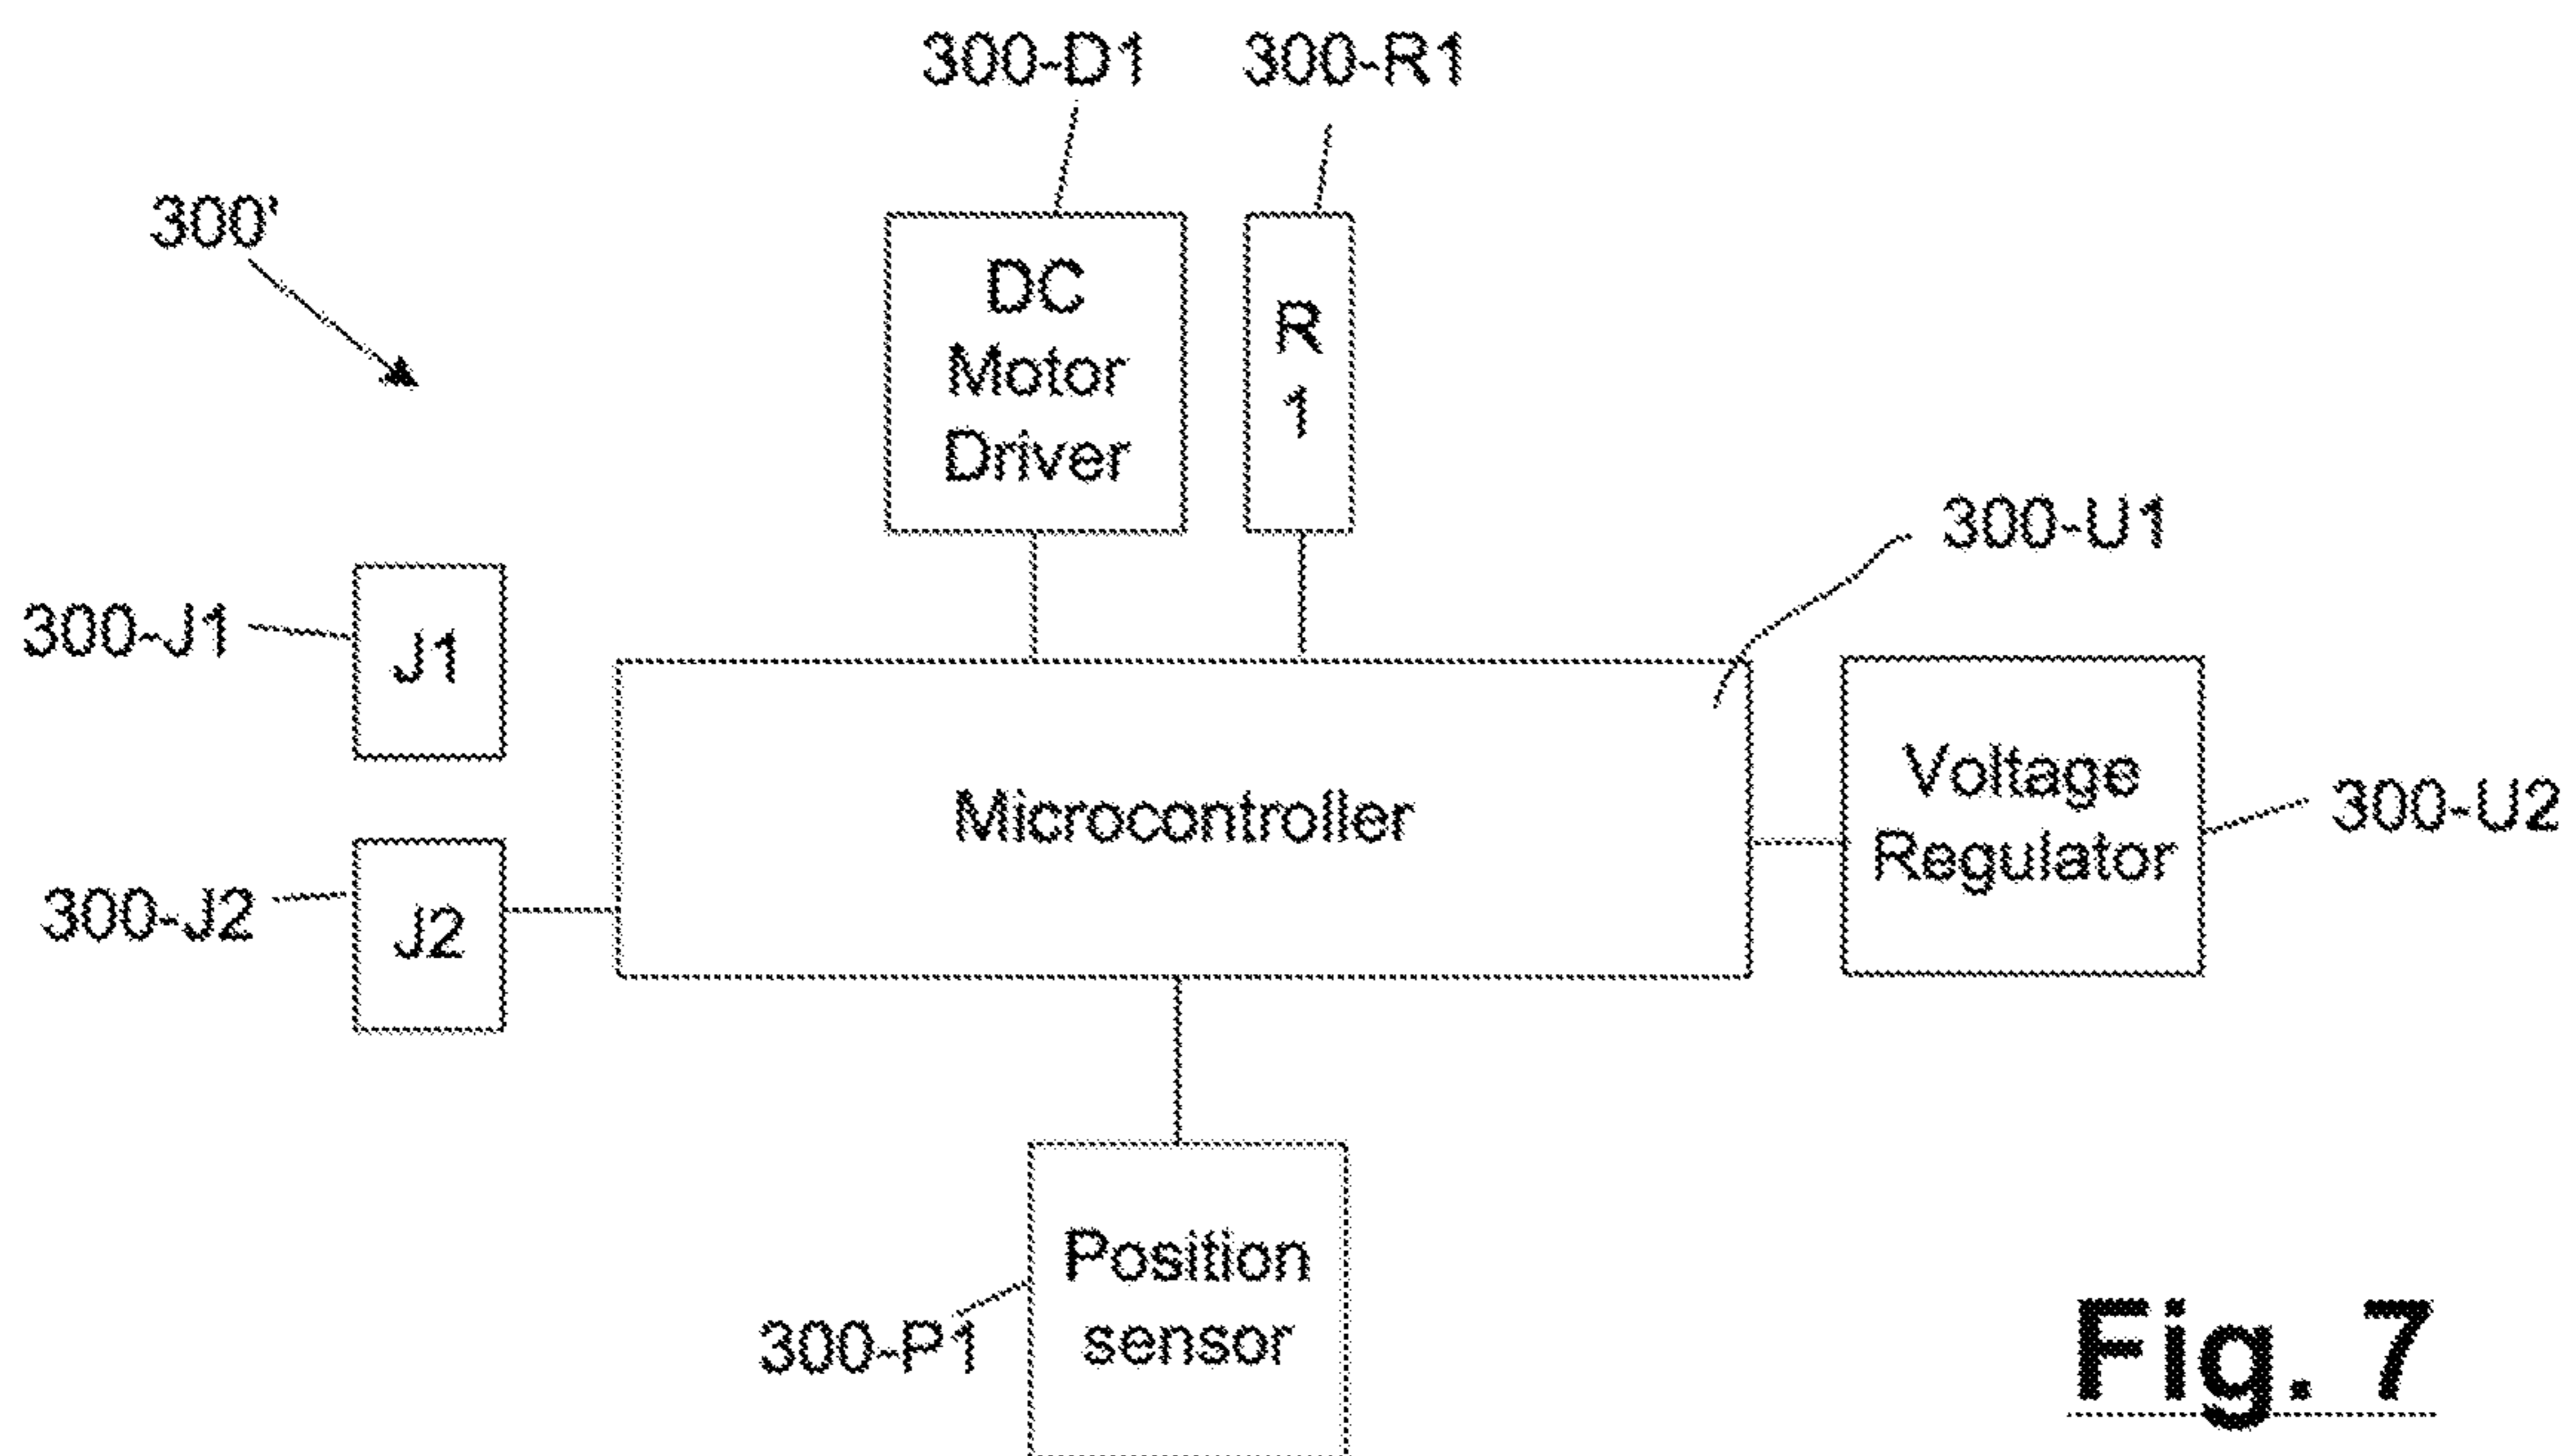 300-D1
300-R1
300'
DC
Motor
Driver
R
1
300-U1
300-J1
J1
Microcontroller
Voltage
Regulator
300-U2
300-J2
J2
Position
sensor
300-P1
Fig. 7